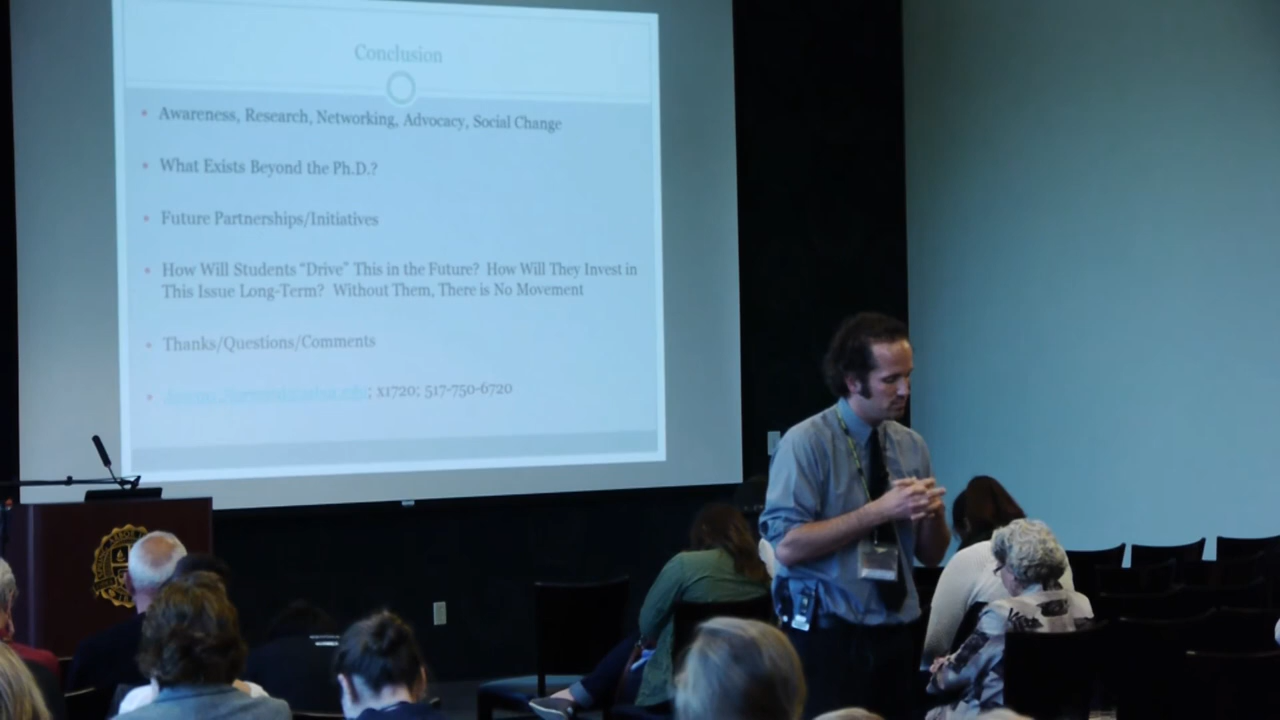 Conclusion
Awareness, Research, Networking, Advocacy, Social Change
What Exists Beyond the Ph.D.?
Future Partnerships/Initiatives
How Will Students “Drive” This in the Future? How Will They Invest in
This Issue Long-Term? Without Them, There is No Movement
Thanks/Questions/Comments
; x1720; 517-750-6720